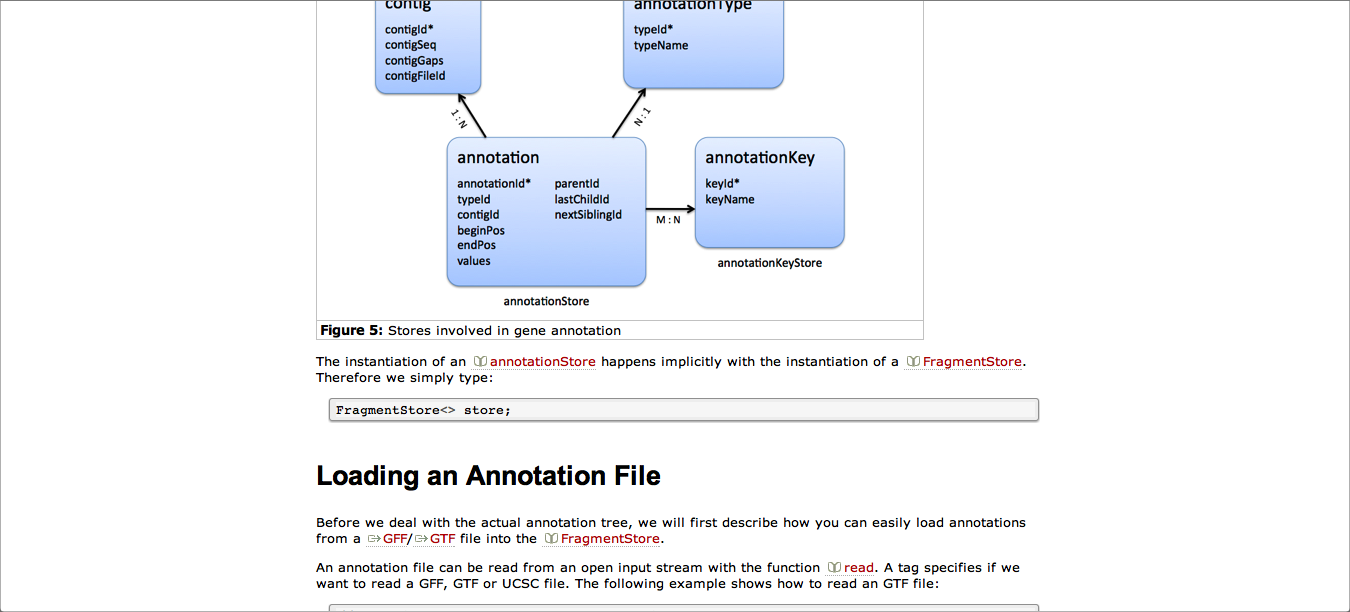 contig
annotationType
contigId*
contigSeq
contigGaps
contigFileId
typeId*
typeName
1 : N
N : 1
annotation
annotationId*
typeId
contigId
beginPos
endPos
values
parentId
lastChildId
nextSiblingId
M : N
annotationKey
keyId*
keyName
annotationKeyStore
annotationStore
Figure 5: Stores involved in gene annotation
The instantiation of an annotationStore happens implicitly with the instantiation of a FragmentStore.
Therefore we simply type:
FragmentStore<> store;
Loading an Annotation File
Before we deal with the actual annotation tree, we will first describe how you can easily load annotations
from a GFF/GTF file into the FragmentStore.
An annotation file can be read from an open input stream with the function read. A tag specifies if we
want to read a GFF, GTF or UCSC file. The following example shows how to read an GTF file: